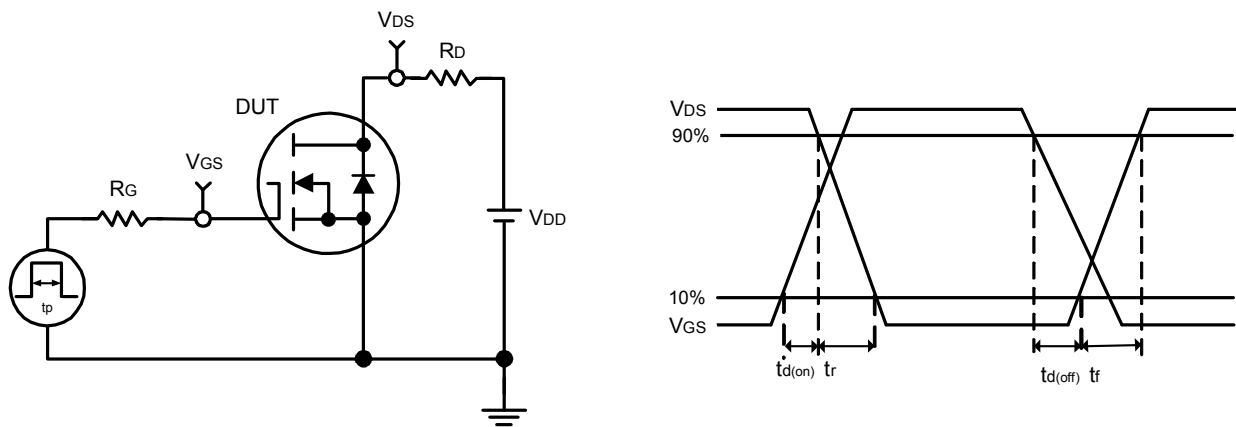 VDS
RD
DUT
VGS
RG
VDD
tp
VDS
90%
10%
VGS
td(on) tr
td(off) tf